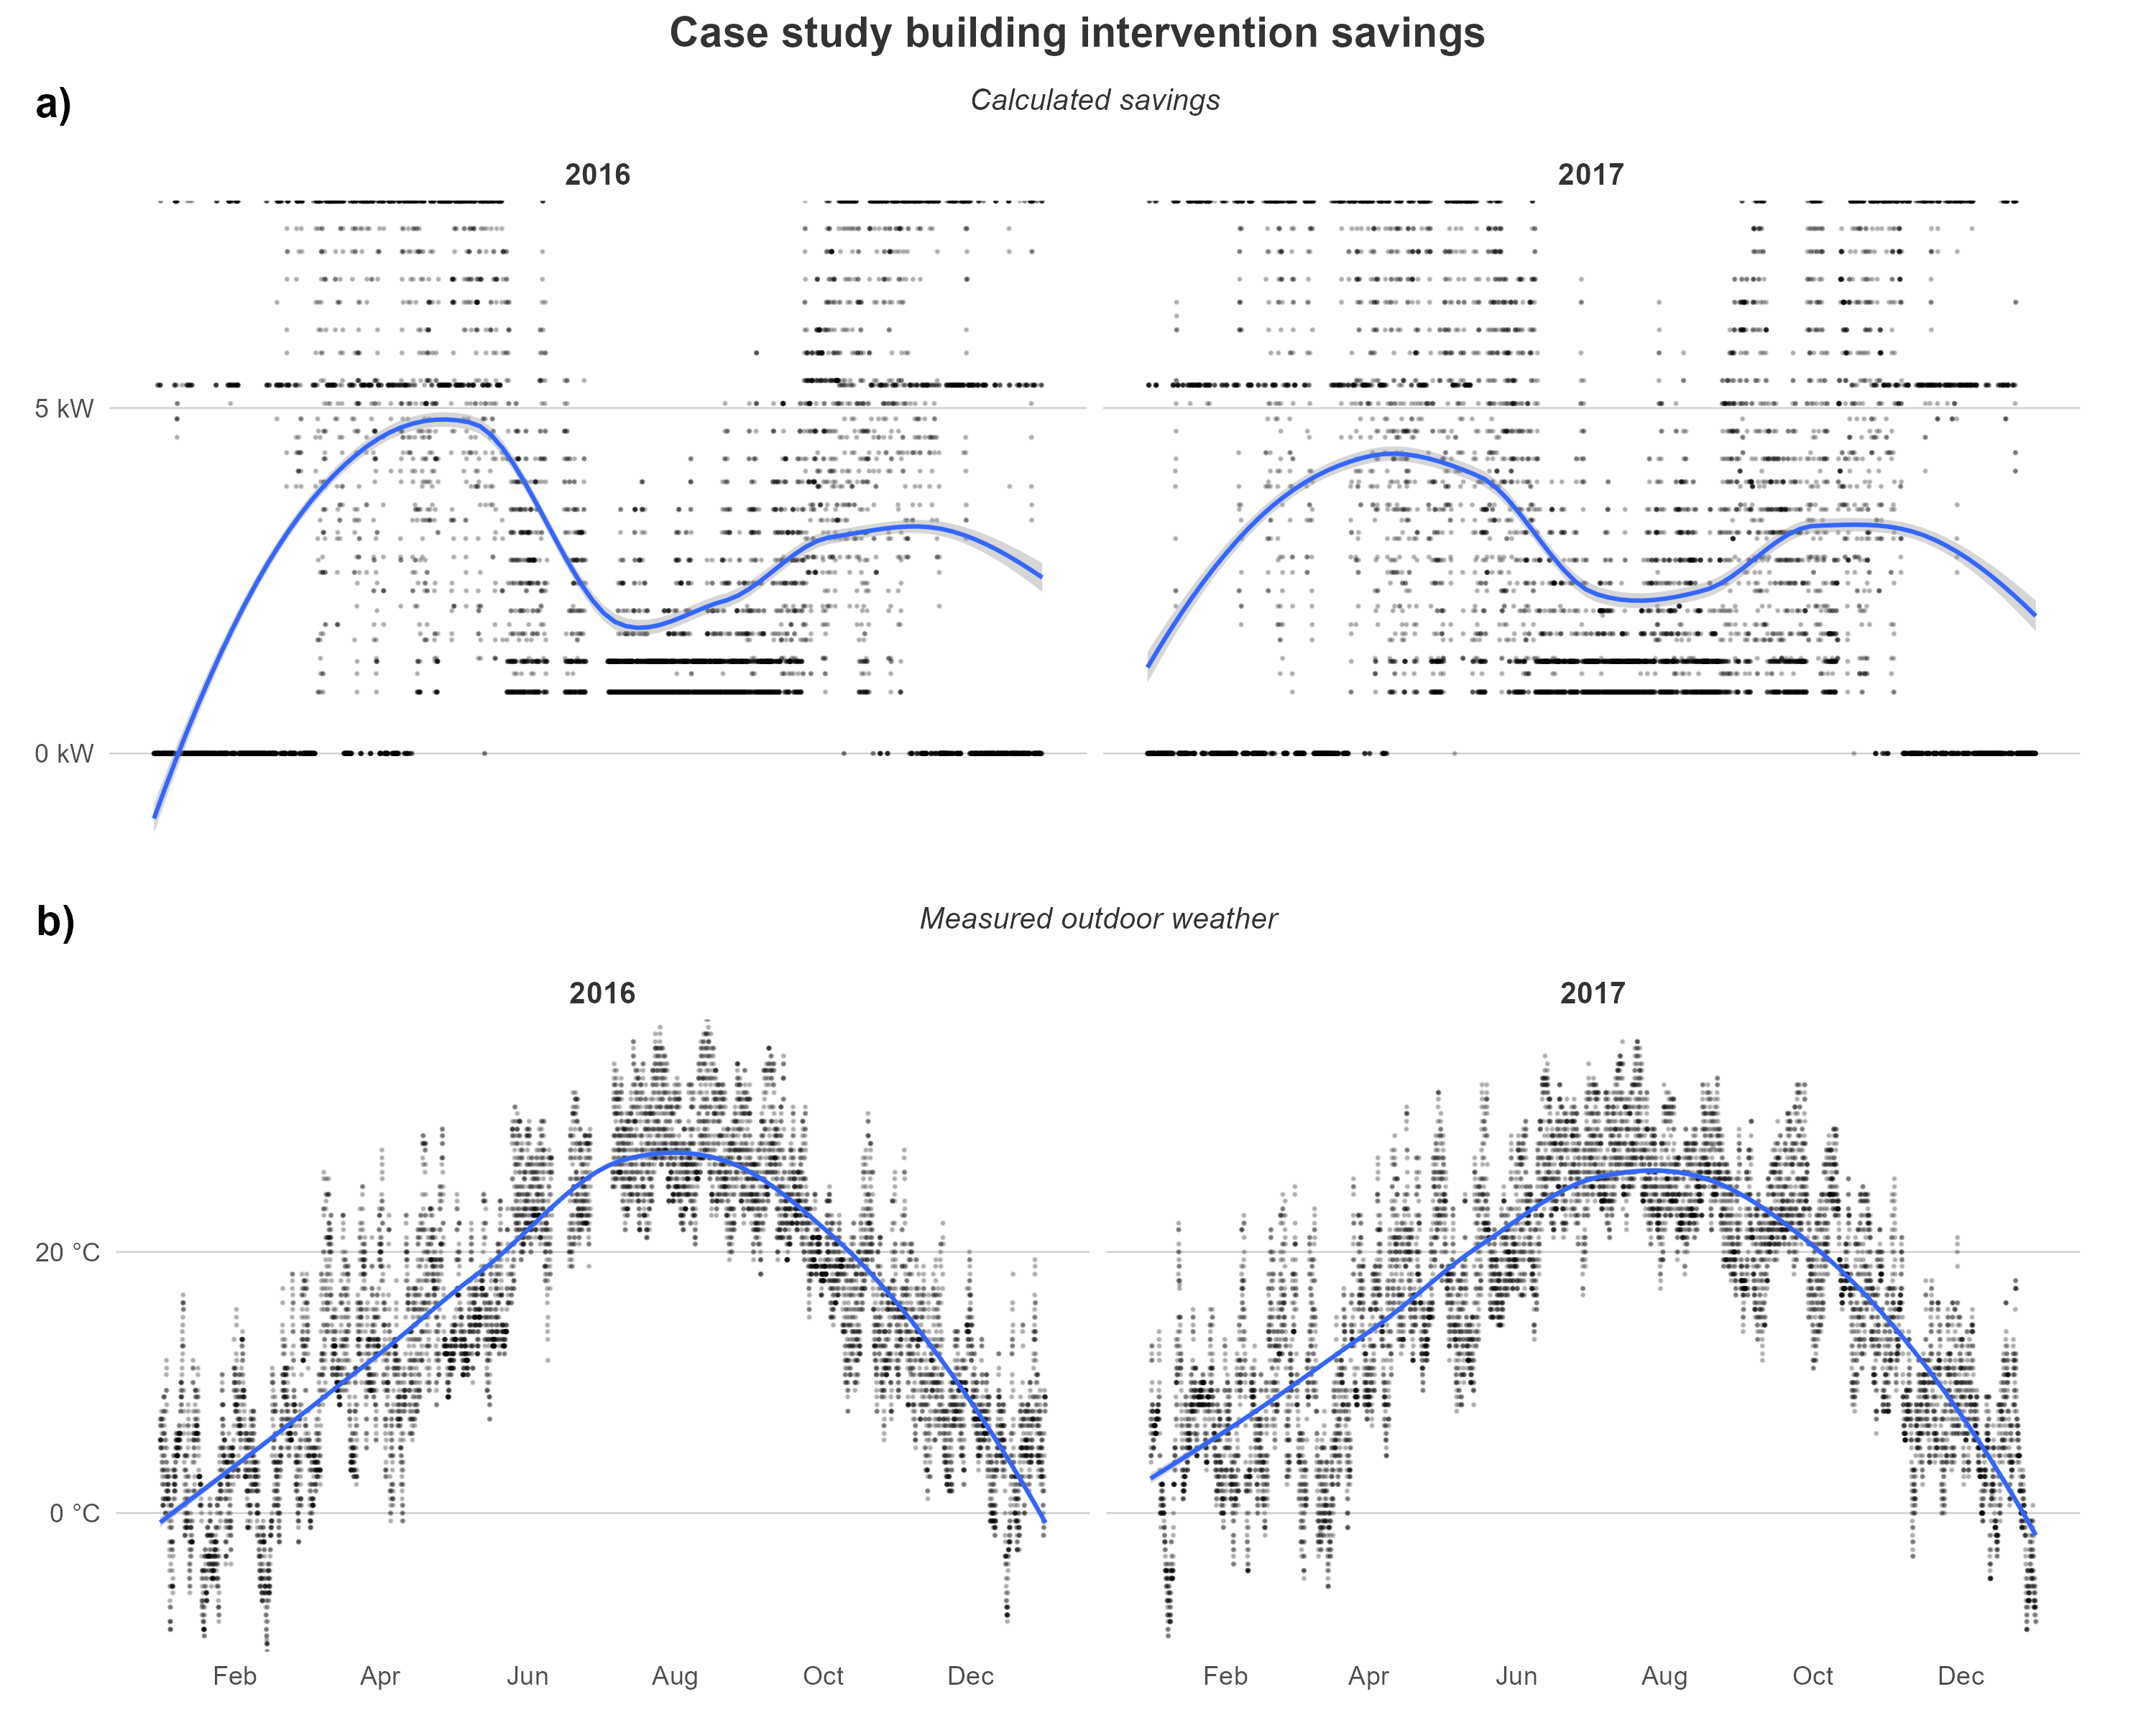 Case study building intervention savings
a)
Calculated savings
2016
2017
5 kW
0 kW
b)
Measured outdoor weather
2016
2017
20 °C
0 °C
Feb Apr Jun Aug Oct Dec Feb Apr Jun Aug Oct Dec